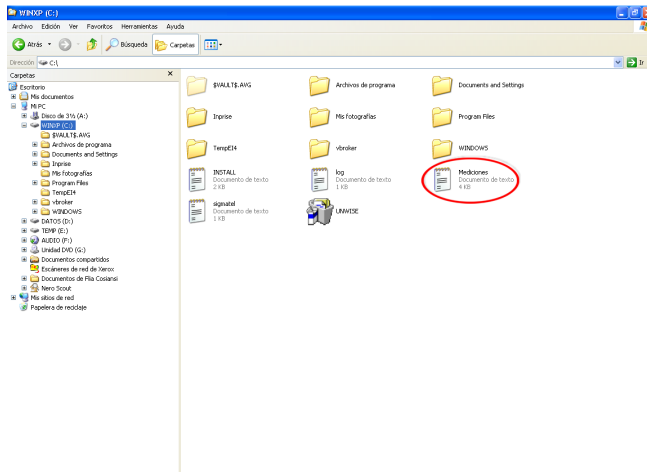 WINXP (C:)
Archivo Edición Ver Favoritos Herramientas Ayuda
Atrás Búsqueda Carpetas
Dirección C:\ Ir
Carpetas
Escritorio
Mis documentos
Mi PC
Disco de 3½ (A:)
WINXP (C:)
$VAULT$.AVG
Archivos de programa
Documents and Settings
Inprise
Mis fotografías
Program Files
TempEI4
vbroker
WINDOWS
DATOS (D:)
TEMP (E:)
AUDIO (F:)
Unidad DVD (G:)
Documentos compartidos
Escáneres de red de Xerox
Documentos de Flia Cosiansi
Nero Scout
Mis sitios de red
Papelera de reciclaje
$VAULT$.AVG Archivos de programa Documents and Settings
Inprise Mis fotografías Program Files
TempEI4 vbroker WINDOWS
INSTALL log Mediciones
Documento de texto Documento de texto Documento de texto
2 KB 1 KB 4 KB
sigmatel UNWISE
Documento de texto
1 KB